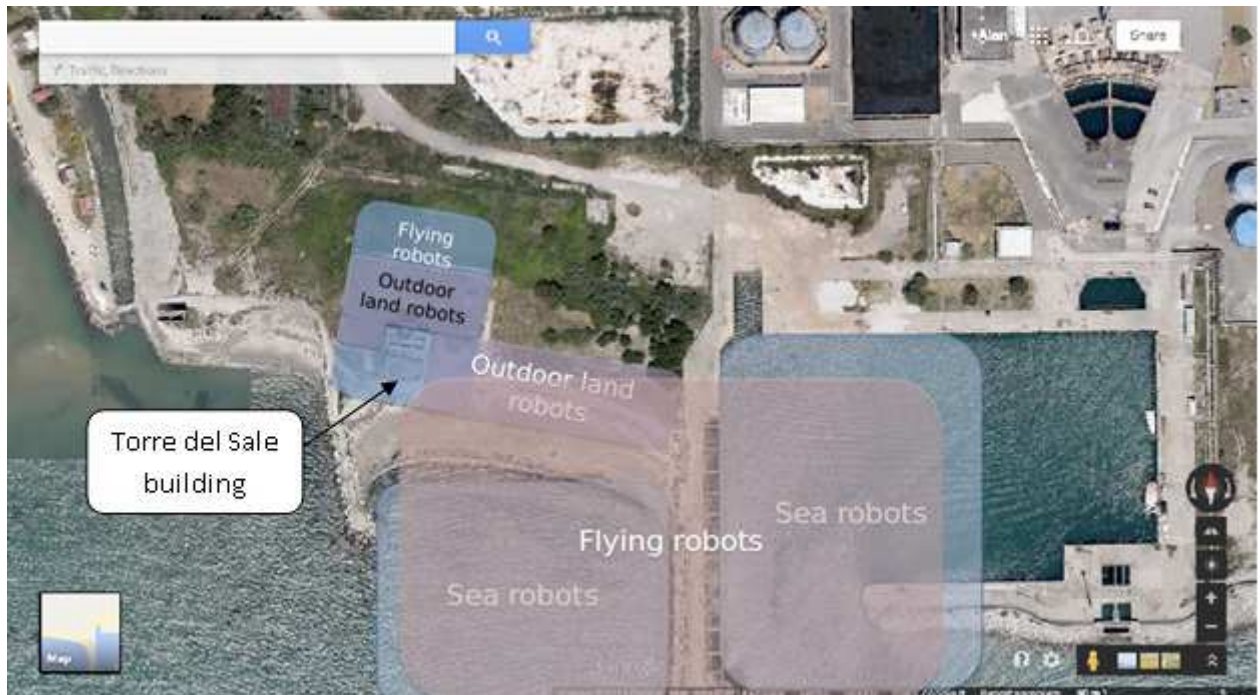 Traffic, Directions
+Alan
Share
Flying
robots
Outdoor
land robots
Outdoor land
robots
Torre del Sale
building
Sea robots
Flying robots
Sea robots
Map